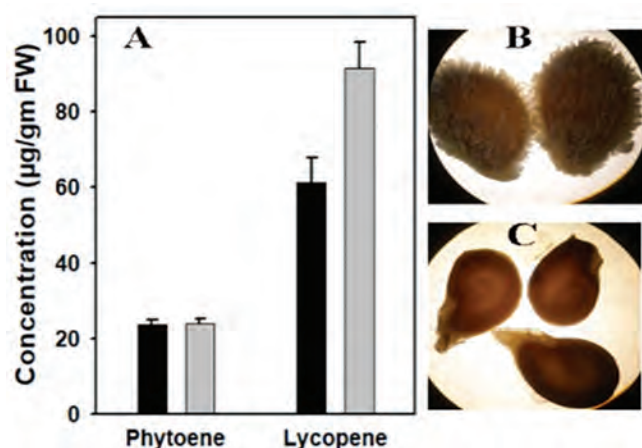 Concentration (µg/gm FW)
100
80
60
40
20
0
A
Phytoene
Lycopene
B
C